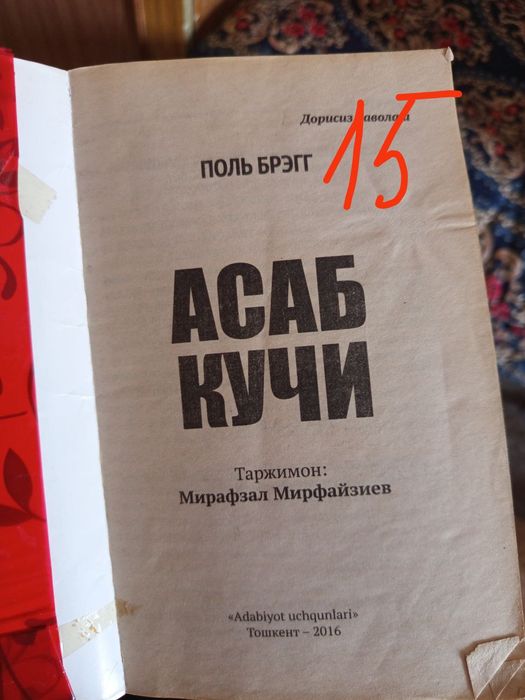 Дорисиз
15
ПОЛЬ БРЭГГ
АСАБ
КУЧИ
Таржимон:
Мирафзал Мирфайзиев
«Adabiyot uchqunlari»
Тошкент – 2016